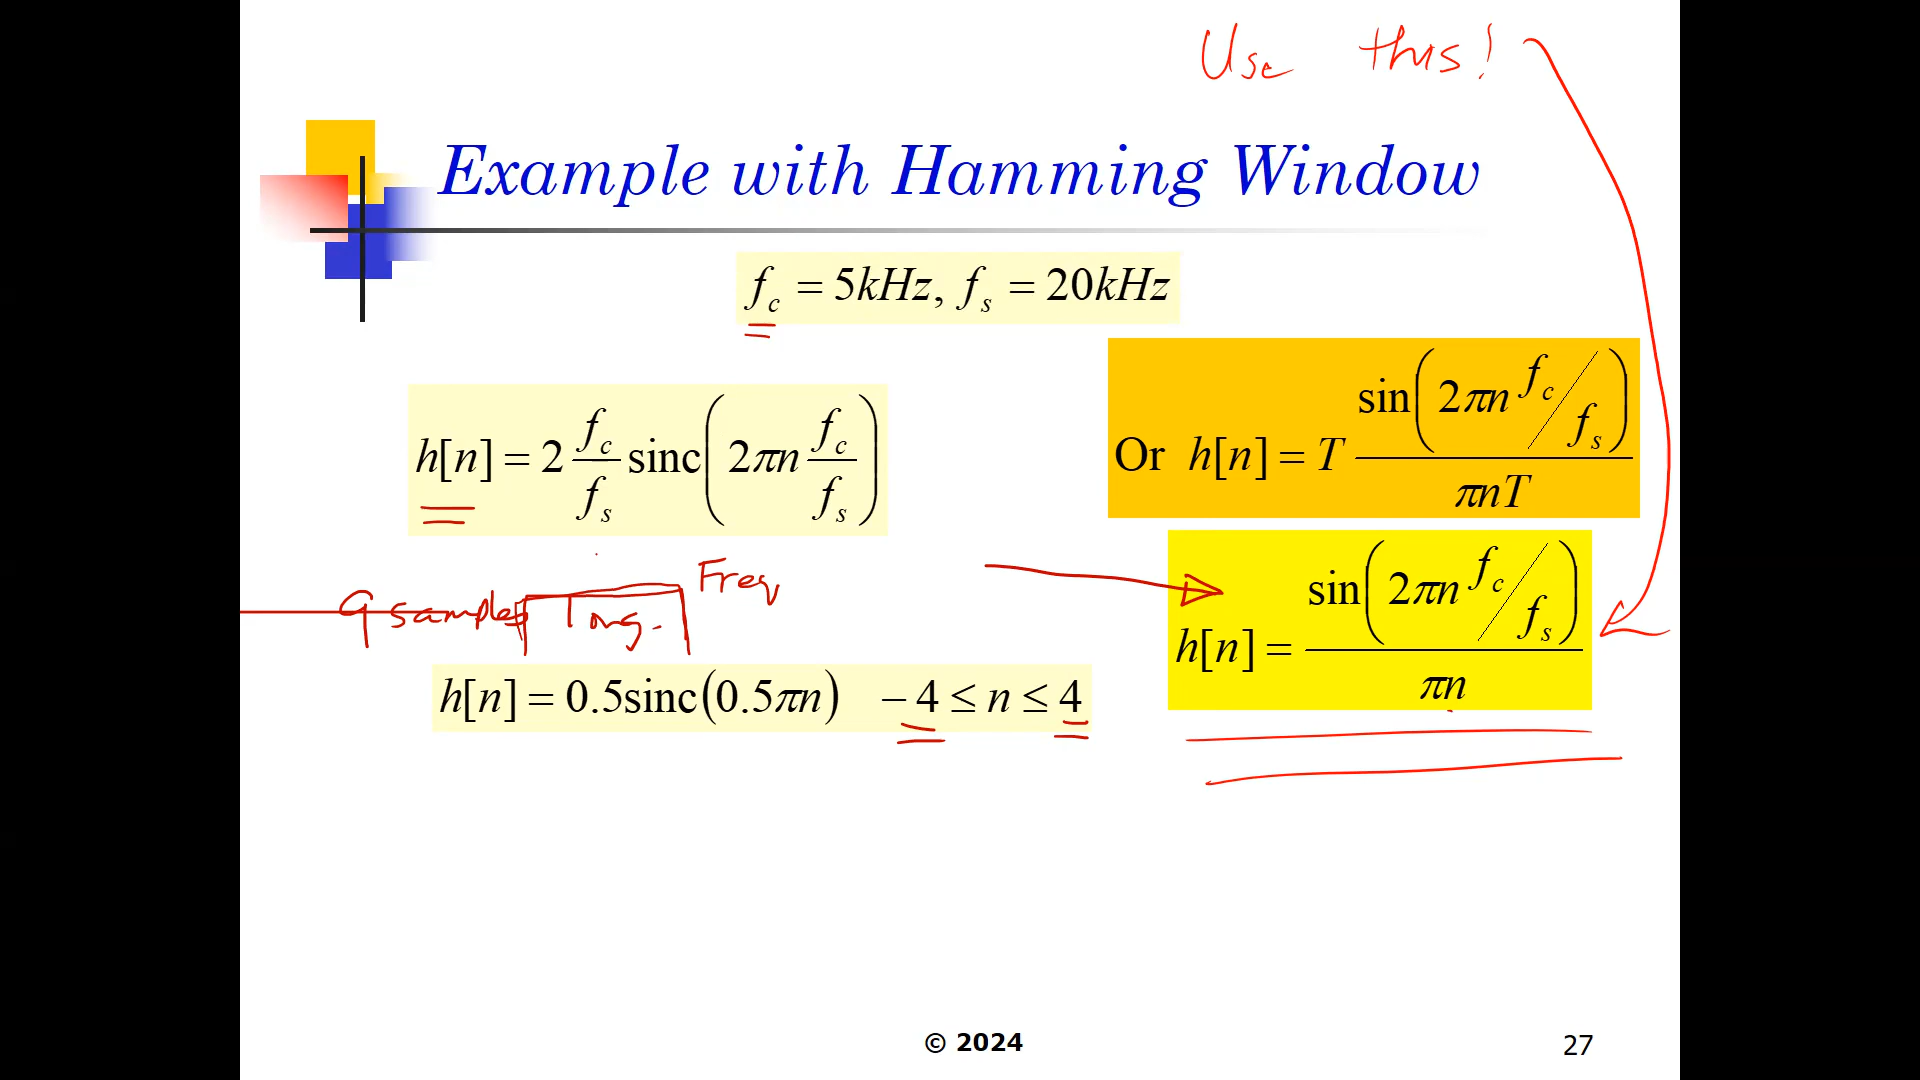 Use this!
Example with Hamming Window
f_c = 5kHz, f_s = 20kHz
h[n] = 2 f_c/f_s sinc(2πn f_c/f_s)
Or h[n] = T sin(2πn f_c/f_s) / πnT
Freq
9 samples long.
h[n] = sin(2πn f_c/f_s) / πn
h[n] = 0.5sinc(0.5πn) − 4 ≤ n ≤ 4
© 2024
27